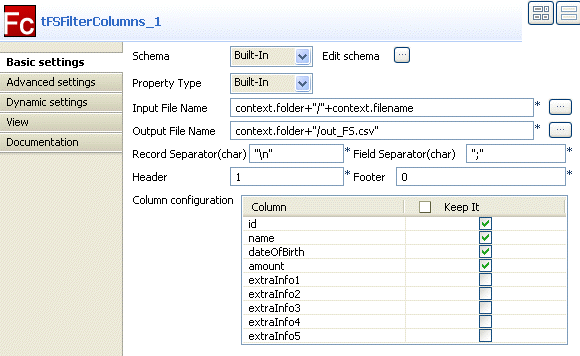 Fc tFSFilterColumns_1
Basic settings
Advanced settings
Dynamic settings
View
Documentation
Schema Built-In Edit schema ...
Property Type Built-In
Input File Name context.folder+"/"+context.filename * ...
Output File Name context.folder+"/out_FS.csv" * ...
Record Separator(char) "\n" * Field Separator(char) ";" *
Header 1 * Footer 0 *
Column configuration
Column Keep It
id
name
dateOfBirth
amount
extraInfo1
extraInfo2
extraInfo3
extraInfo4
extraInfo5